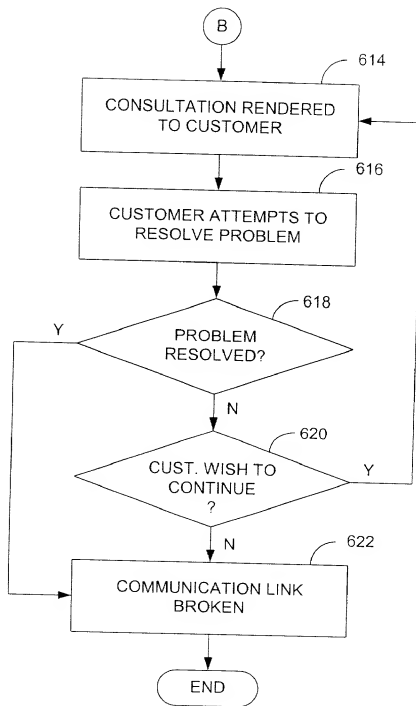 B
614
CONSULTATION RENDERED
TO CUSTOMER
616
CUSTOMER ATTEMPTS TO
RESOLVE PROBLEM
618
Y
PROBLEM
RESOLVED?
N
620
CUST. WISH TO
CONTINUE
?
Y
N
622
COMMUNICATION LINK
BROKEN
END